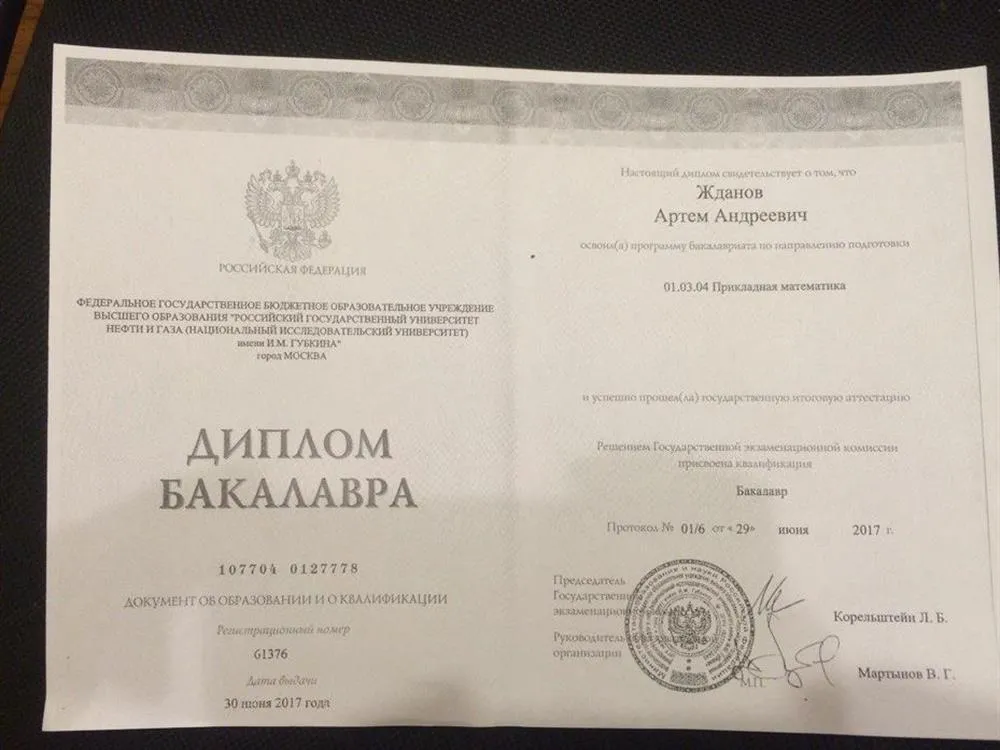 РОССИЙСКАЯ ФЕДЕРАЦИЯ
ФЕДЕРАЛЬНОЕ ГОСУДАРСТВЕННОЕ БЮДЖЕТНОЕ ОБРАЗОВАТЕЛЬНОЕ УЧРЕЖДЕНИЕ
ВЫСШЕГО ОБРАЗОВАНИЯ "РОССИЙСКИЙ ГОСУДАРСТВЕННЫЙ УНИВЕРСИТЕТ
НЕФТИ И ГАЗА (НАЦИОНАЛЬНЫЙ ИССЛЕДОВАТЕЛЬСКИЙ УНИВЕРСИТЕТ)
имени И.М. ГУБКИНА"
город МОСКВА
ДИПЛОМ
БАКАЛАВРА
107704 0127778
ДОКУМЕНТ ОБ ОБРАЗОВАНИИ И О КВАЛИФИКАЦИИ
Регистрационный номер
61376
Дата выдачи
30 июня 2017 года
Настоящий диплом свидетельствует о том, что
Жданов
Артем Андреевич
освоил(а) программу бакалавриата по направлению подготовки
01.03.04 Прикладная математика
и успешно прошел(ла) государственную итоговую аттестацию
Решением Государственной экзаменационной комиссии
присвоена квалификация
Бакалавр
Протокол № 01/6 от « 29» июня 2017 г.
Председатель
Государственной
экзаменационной
Корельштейн Л. Б.
Руководитель
организации
М.П.
Мартынов В. Г.